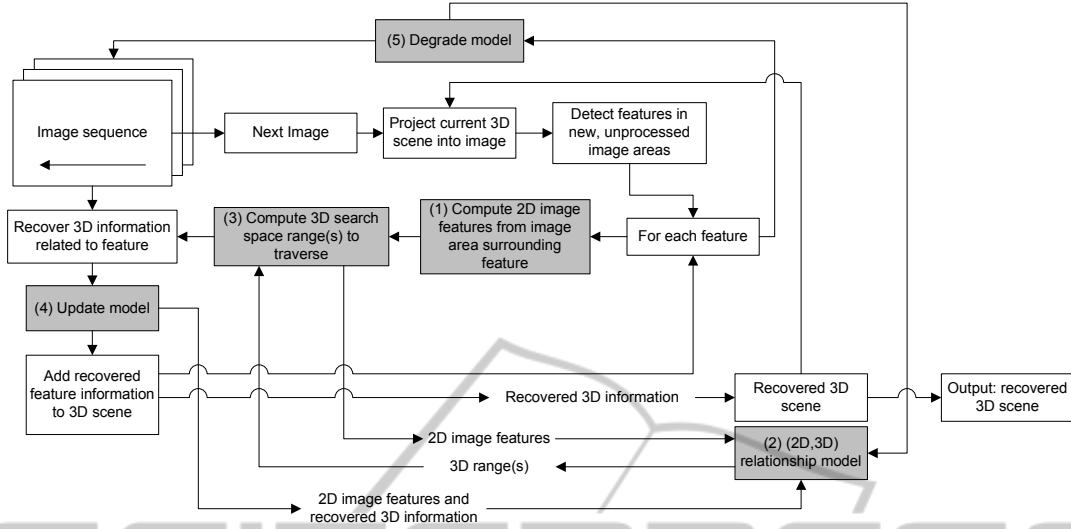 (5) Degrade model
Image sequence
Next Image
Project current 3D
scene into image
Detect features in
new, unprocessed
image areas
Recover 3D information
related to feature
(3) Compute 3D search
space range(s) to
traverse
(1) Compute 2D image
features from image
area surrounding
feature
For each feature
(4) Update model
Add recovered
feature information
to 3D scene
Recovered 3D information
Recovered 3D
scene
Output: recovered
3D scene
2D image features
3D range(s)
(2) (2D,3D)
relationship model
2D image features and
recovered 3D information